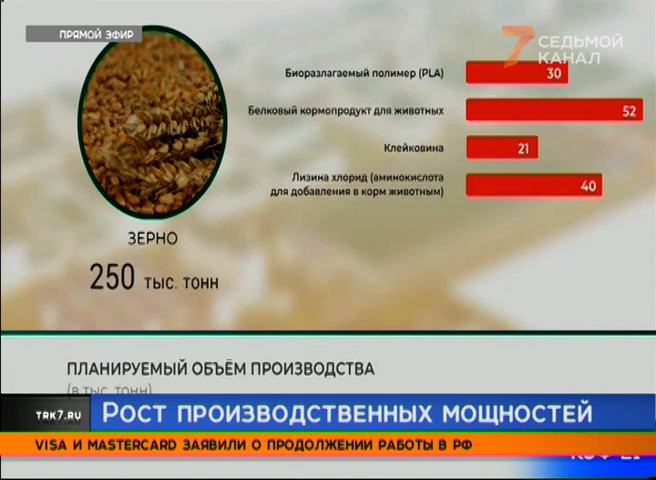 ПРЯМОЙ ЭФИР
7 СЕДЬМОЙ
КАНАЛ
Биоразлагаемый полимер (PLA)
30
Белковый кормопродукт для животных
52
Клейковина
21
Лизина хлорид (аминокислота
для добавления в корм животным)
40
ЗЕРНО
250 тыс. тонн
ПЛАНИРУЕМЫЙ ОБЪЁМ ПРОИЗВОДСТВА
(в тыс. тонн)
TRK7.RU
РОСТ ПРОИЗВОДСТВЕННЫХ МОЩНОСТЕЙ
VISA И MASTERCARD ЗАЯВИЛИ О ПРОДОЛЖЕНИИ РАБОТЫ В РФ